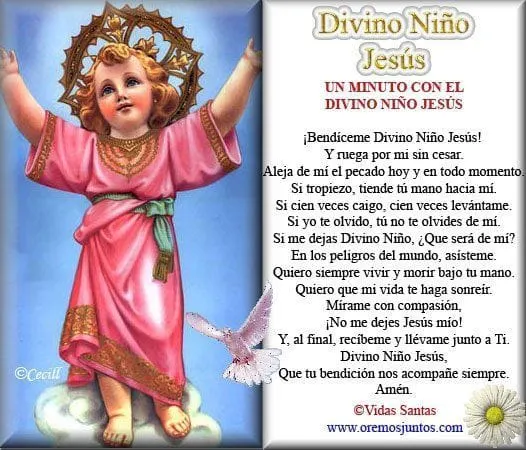 Divino Niño
Jesús
UN MINUTO CON EL
DIVINO NIÑO JESÚS
¡Bendíceme Divino Niño Jesús!
Y ruega por mi sin cesar.
Aleja de mí el pecado hoy y en todo momento.
Si tropiezo, tiende tú mano hacia mí.
Si cien veces caigo, cien veces levántame.
Si yo te olvido, tú no te olvides de mí.
Si me dejas Divino Niño, ¿Que será de mí?
En los peligros del mundo, asísteme.
Quiero siempre vivir y morir bajo tu mano.
Quiero que mi vida te haga sonreír.
Mírame con compasión,
¡No me dejes Jesús mío!
Y, al final, recíbeme y llévame junto a Ti.
Divino Niño Jesús,
Que tu bendición nos acompañe siempre.
Amén.
©Vidas Santas
www.oremosjuntos.com
©Cecill